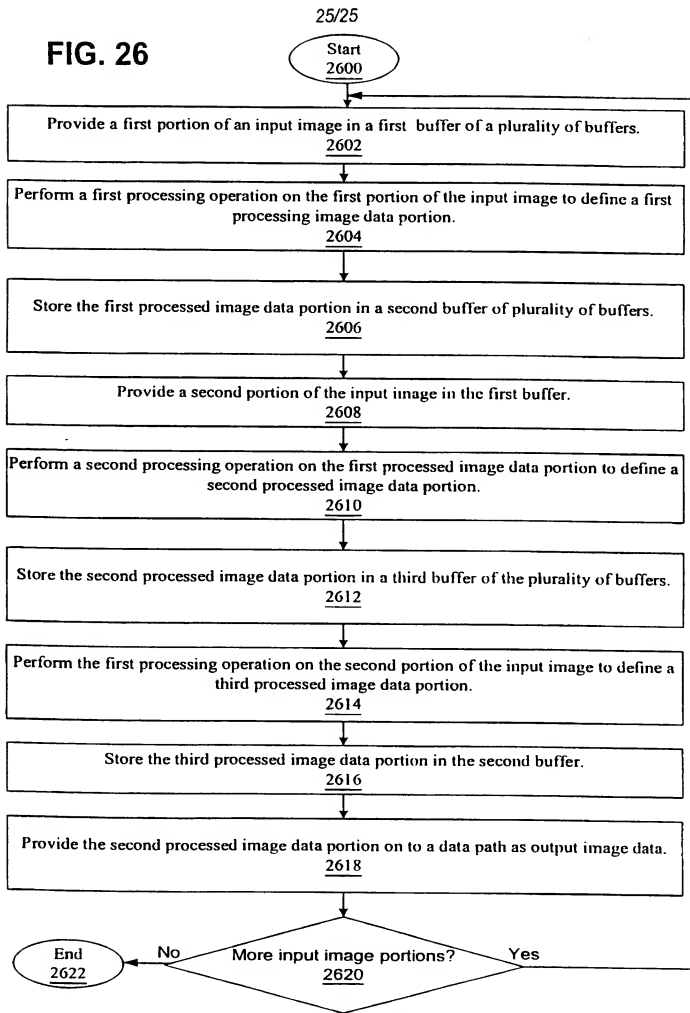 25/25
FIG. 26
Start
2600
Provide a first portion of an input image in a first buffer of a plurality of buffers.
2602
Perform a first processing operation on the first portion of the input image to define a first
processing image data portion.
2604
Store the first processed image data portion in a second buffer of plurality of buffers.
2606
Provide a second portion of the input image in the first buffer.
2608
Perform a second processing operation on the first processed image data portion to define a
second processed image data portion.
2610
Store the second processed image data portion in a third buffer of the plurality of buffers.
2612
Perform the first processing operation on the second portion of the input image to define a
third processed image data portion.
2614
Store the third processed image data portion in the second buffer.
2616
Provide the second processed image data portion on to a data path as output image data.
2618
End
2622
No
More input image portions?
2620
Yes